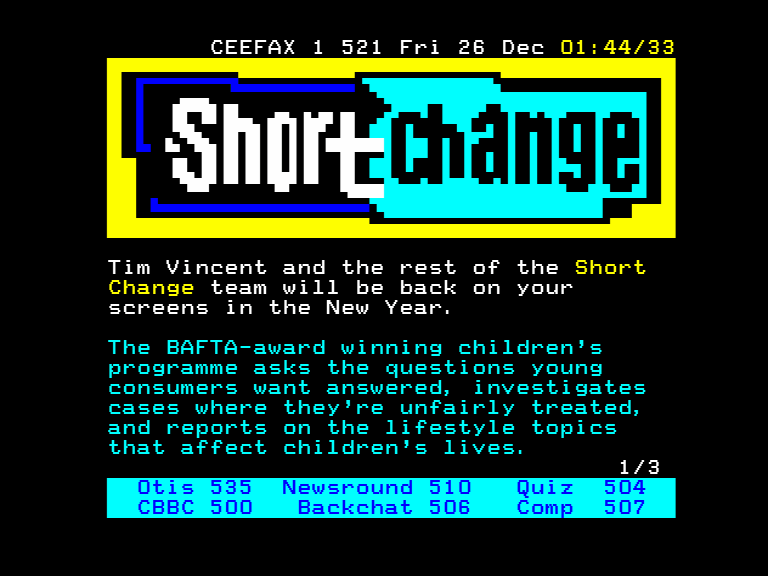 CEEFAX 1 521 Fri 26 Dec 01:44/33
Short change
Tim Vincent and the rest of the Short
Change team will be back on your
screens in the New Year.
The BAFTA-award winning children's
programme asks the questions young
consumers want answered, investigates
cases where they're unfairly treated,
and reports on the lifestyle topics
that affect children's lives.
1/3
Otis 535 Newsround 510 Quiz 504
CBBC 500 Backchat 506 Comp 507